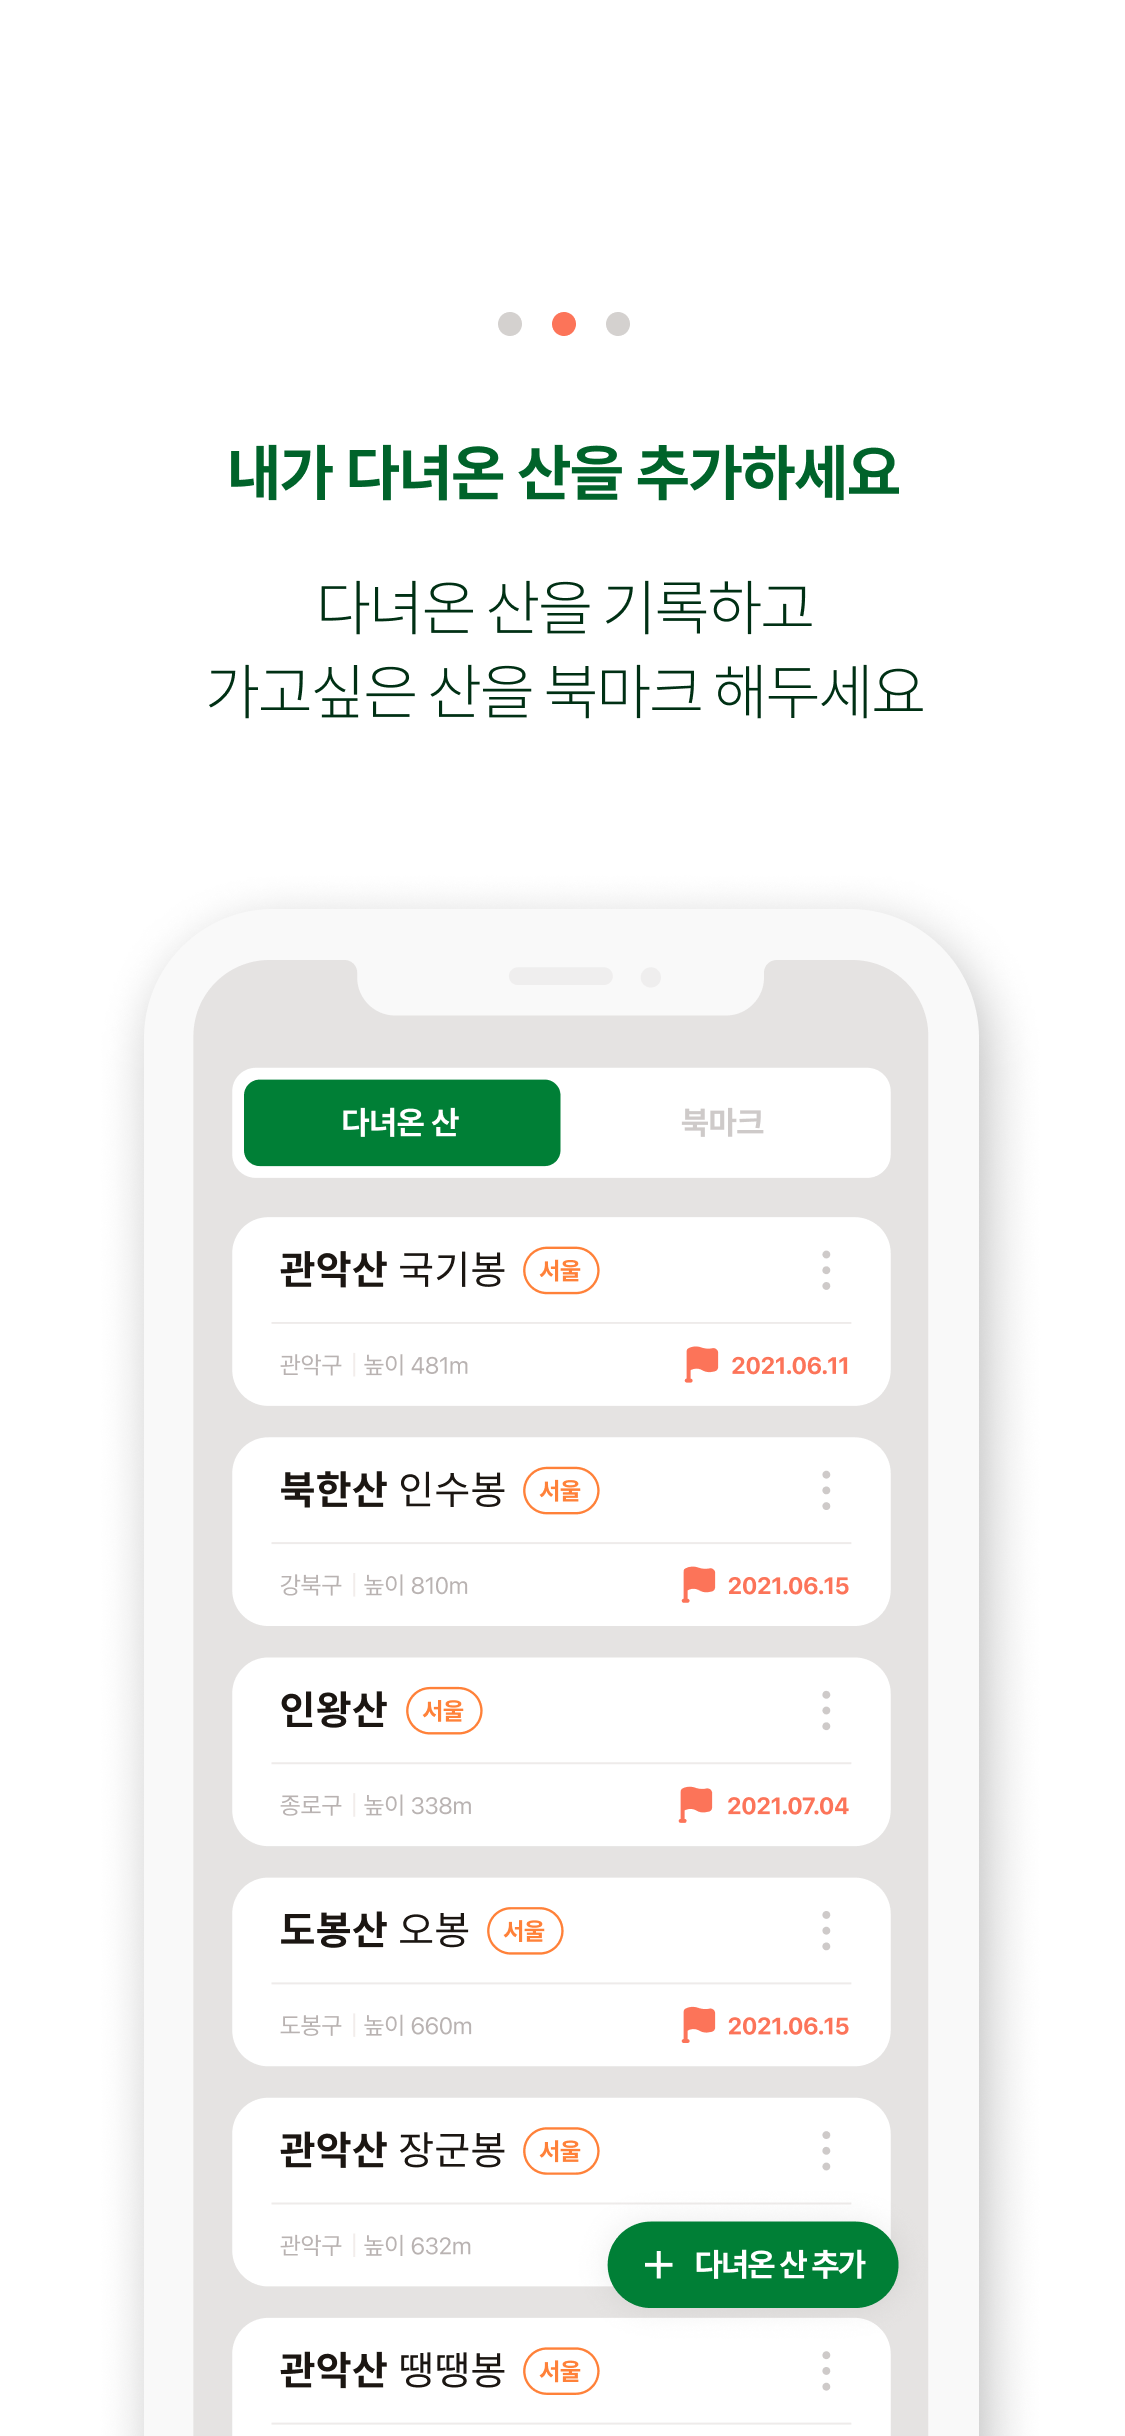 내가 다녀온 산을 추가하세요
다녀온 산을 기록하고
가고싶은 산을 북마크 해두세요
다녀온 산 북마크
관악산 국기봉 서울
관악구 높이 481m 2021.06.11
북한산 인수봉 서울
강북구 높이 810m 2021.06.15
인왕산 서울
종로구 높이 338m 2021.07.04
도봉산 오봉 서울
도봉구 높이 660m 2021.06.15
관악산 장군봉 서울
관악구 높이 632m
+ 다녀온 산 추가
관악산 땡땡봉 서울